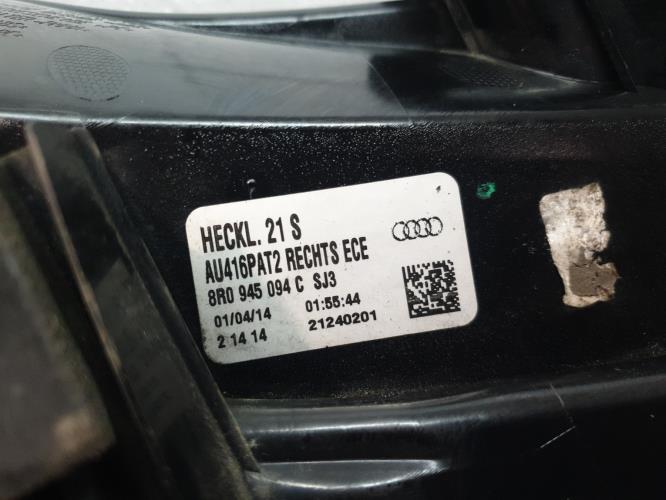 HECKL. 21 S
AU416PAT2 RECHTS ECE
8R0 945 094 C SJ3
01/04/14 01:55:44
2 14 14 21240201